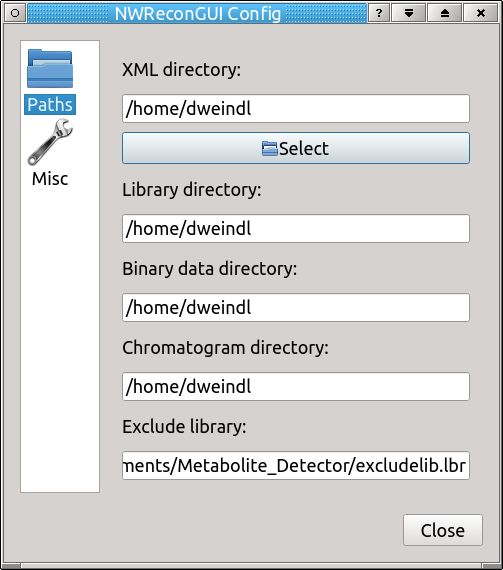 NWReconGUI Config
?
Paths
Misc
XML directory:
/home/dweindl
Select
Library directory:
/home/dweindl
Binary data directory:
/home/dweindl
Chromatogram directory:
/home/dweindl
Exclude library:
ments/Metabolite_Detector/excludelib.lbr
Close